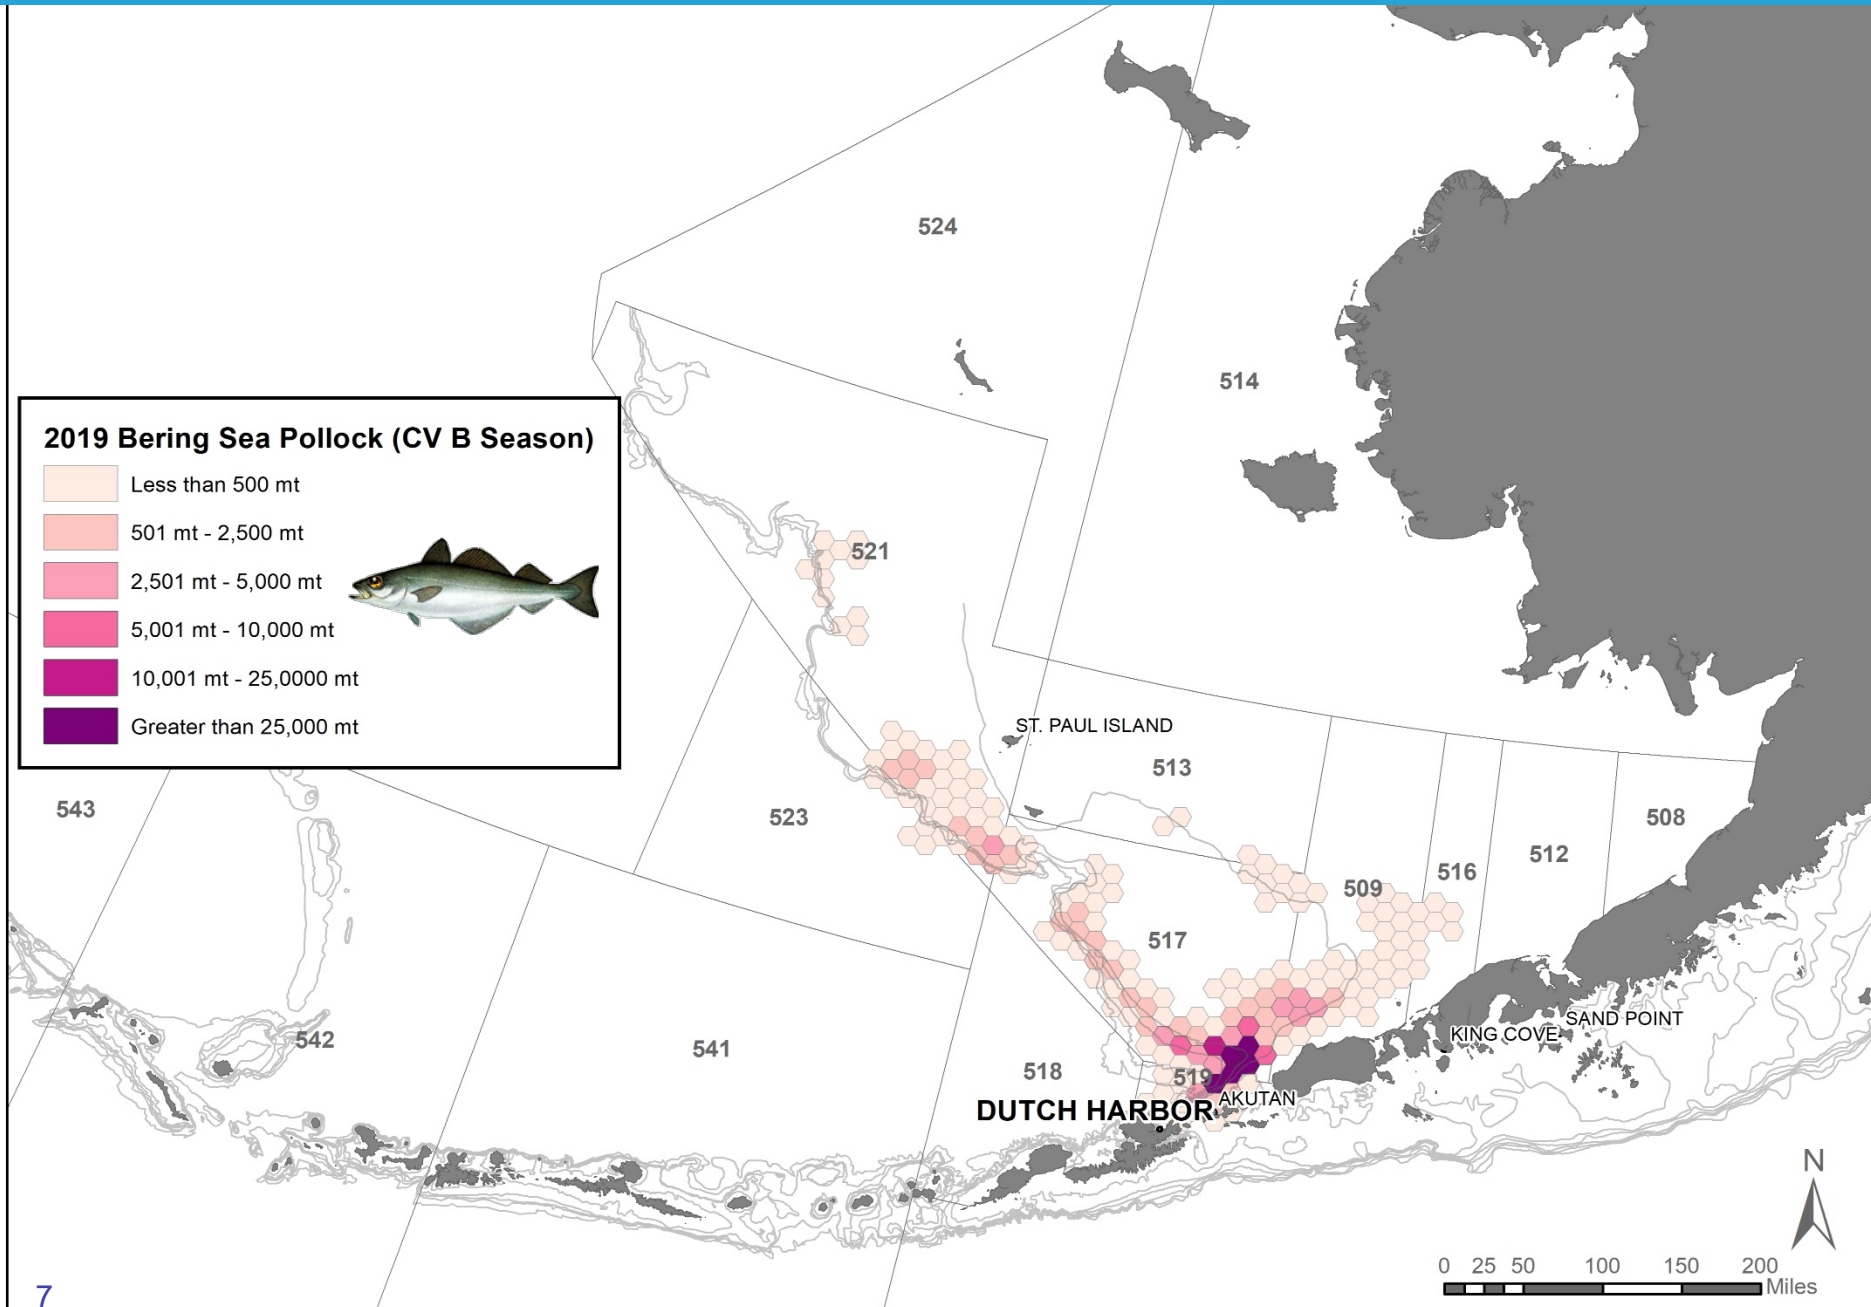 524
514
2019 Bering Sea Pollock (CV B Season)
Less than 500 mt
501 mt - 2,500 mt
2,501 mt - 5,000 mt
5,001 mt - 10,000 mt
10,001 mt - 25,0000 mt
Greater than 25,000 mt
521
ST. PAUL ISLAND
513
543
523
508
512
516
509
517
542
541
518
519
SAND POINT
KING COVE
AKUTAN
DUTCH HARBOR
N
0 25 50 100 150 200
Miles
7